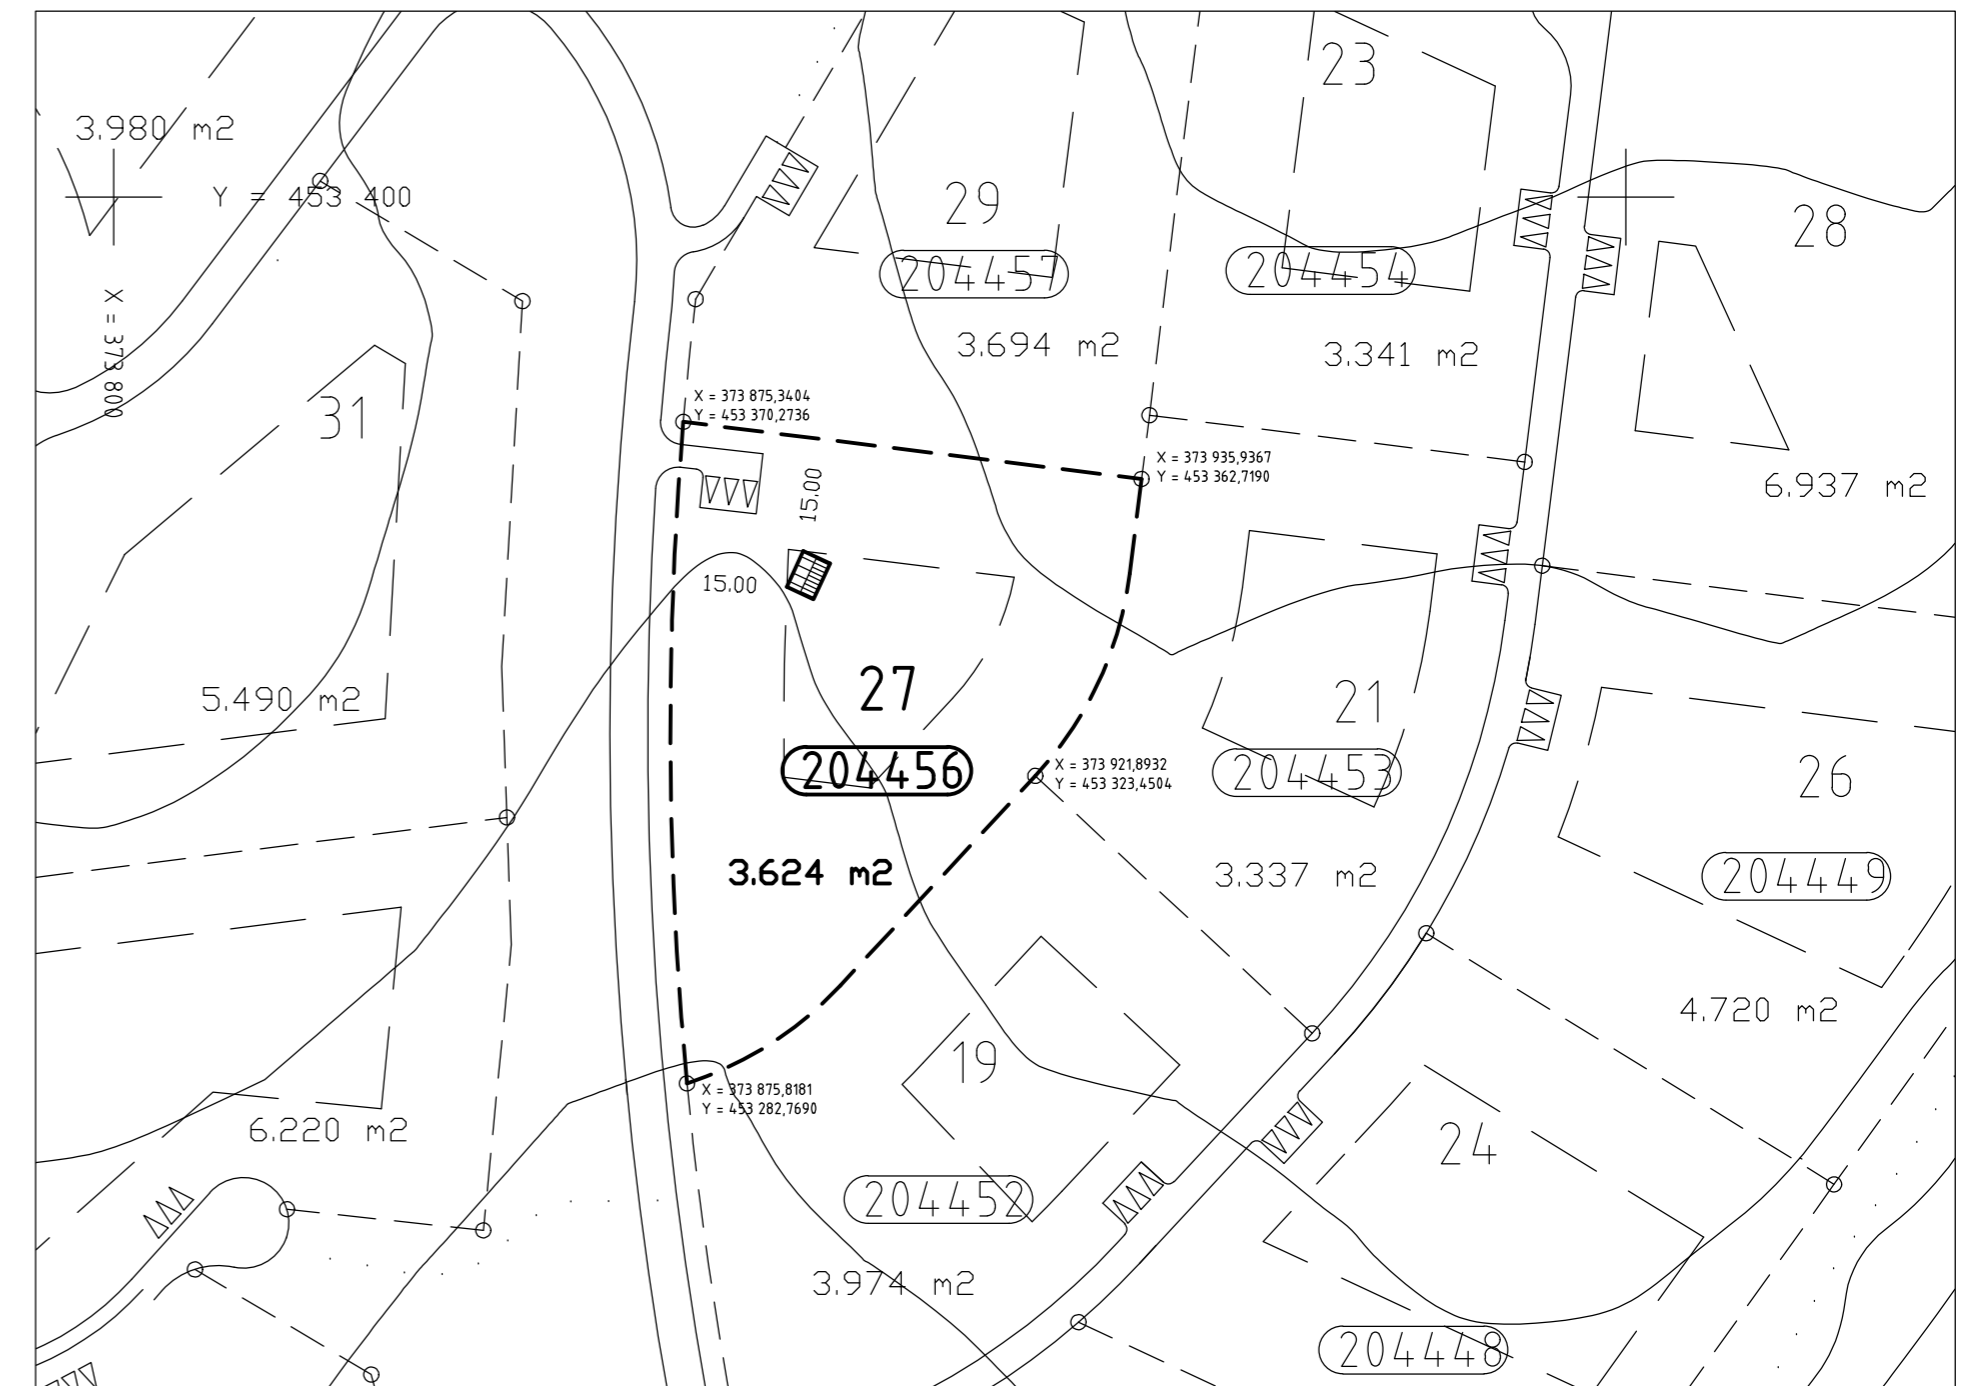 23
3.980 m2
Y = 453 400
29
28
204457
204454
X = 373 800
3.694 m2
3.341 m2
31
X = 373 875,3404
Y = 453 370,2736
X = 373 935,9367
Y = 453 362,7190
6.937 m2
15.00
15.00
27
5.490 m2
21
204456
X = 373 921,8932
Y = 453 323,4504
204453
26
3.624 m2
3.337 m2
204449
4.720 m2
19
X = 373 875,8181
Y = 453 282,7690
6.220 m2
24
204452
3.974 m2
204448